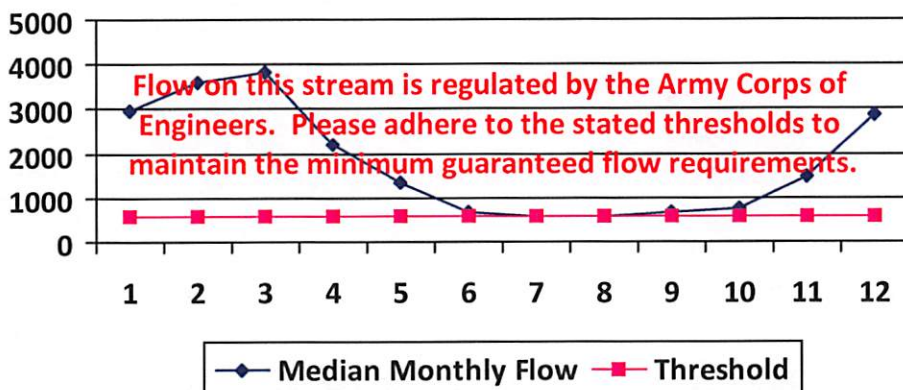 5000
4000
3000
2000
1000
0
Flow on this stream is regulated by the Army Corps of
Engineers. Please adhere to the stated thresholds to
maintain the minimum guaranteed flow requirements.
1 2 3 4 5 6 7 8 9 10 11 12
Median Monthly Flow Threshold